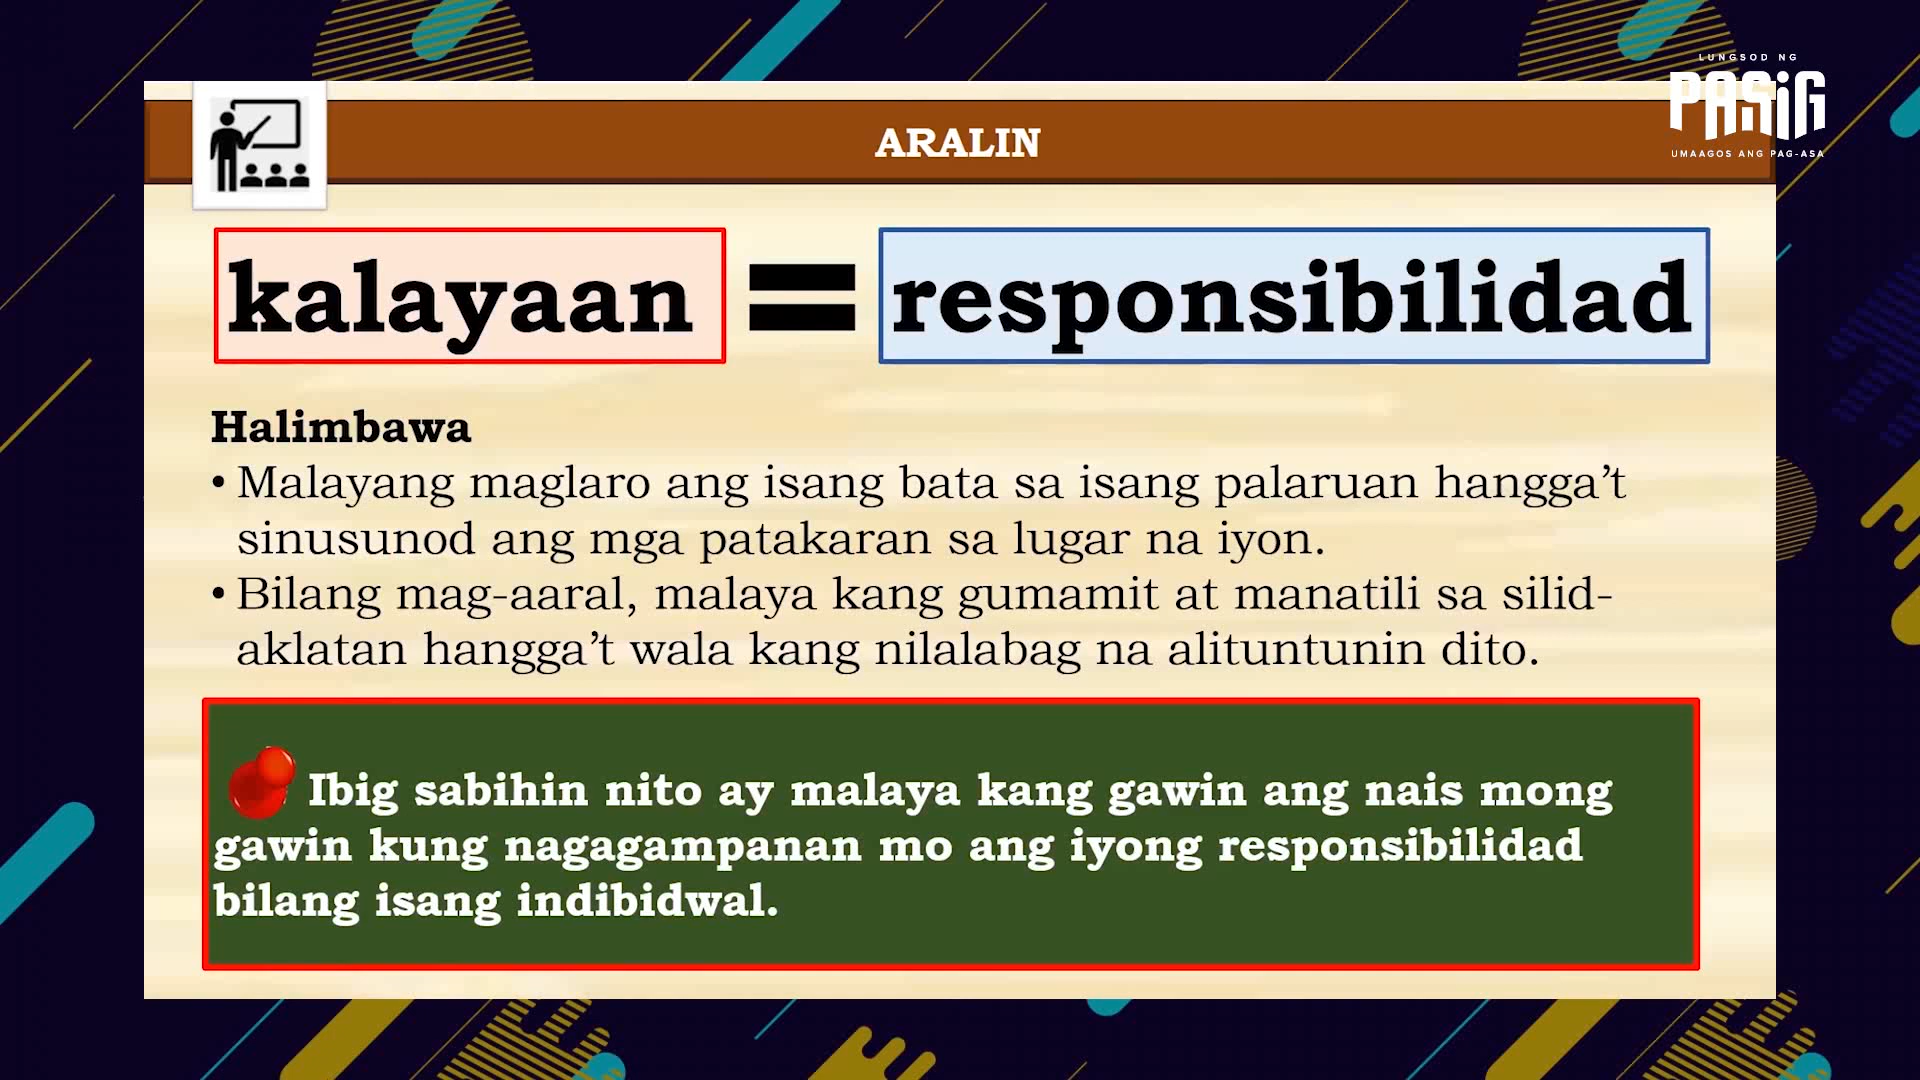 LUNGSOD NG
PASIG
UMAAGOS ANG PAG-ASA
ARALIN
kalayaan = responsibilidad
Halimbawa
• Malayang maglaro ang isang bata sa isang palaruan hangga’t
sinusunod ang mga patakaran sa lugar na iyon.
• Bilang mag-aaral, malaya kang gumamit at manatili sa silid-
aklatan hangga’t wala kang nilalabag na alituntunin dito.
Ibig sabihin nito ay malaya kang gawin ang nais mong
gawin kung nagagampanan mo ang iyong responsibilidad
bilang isang indibidwal.